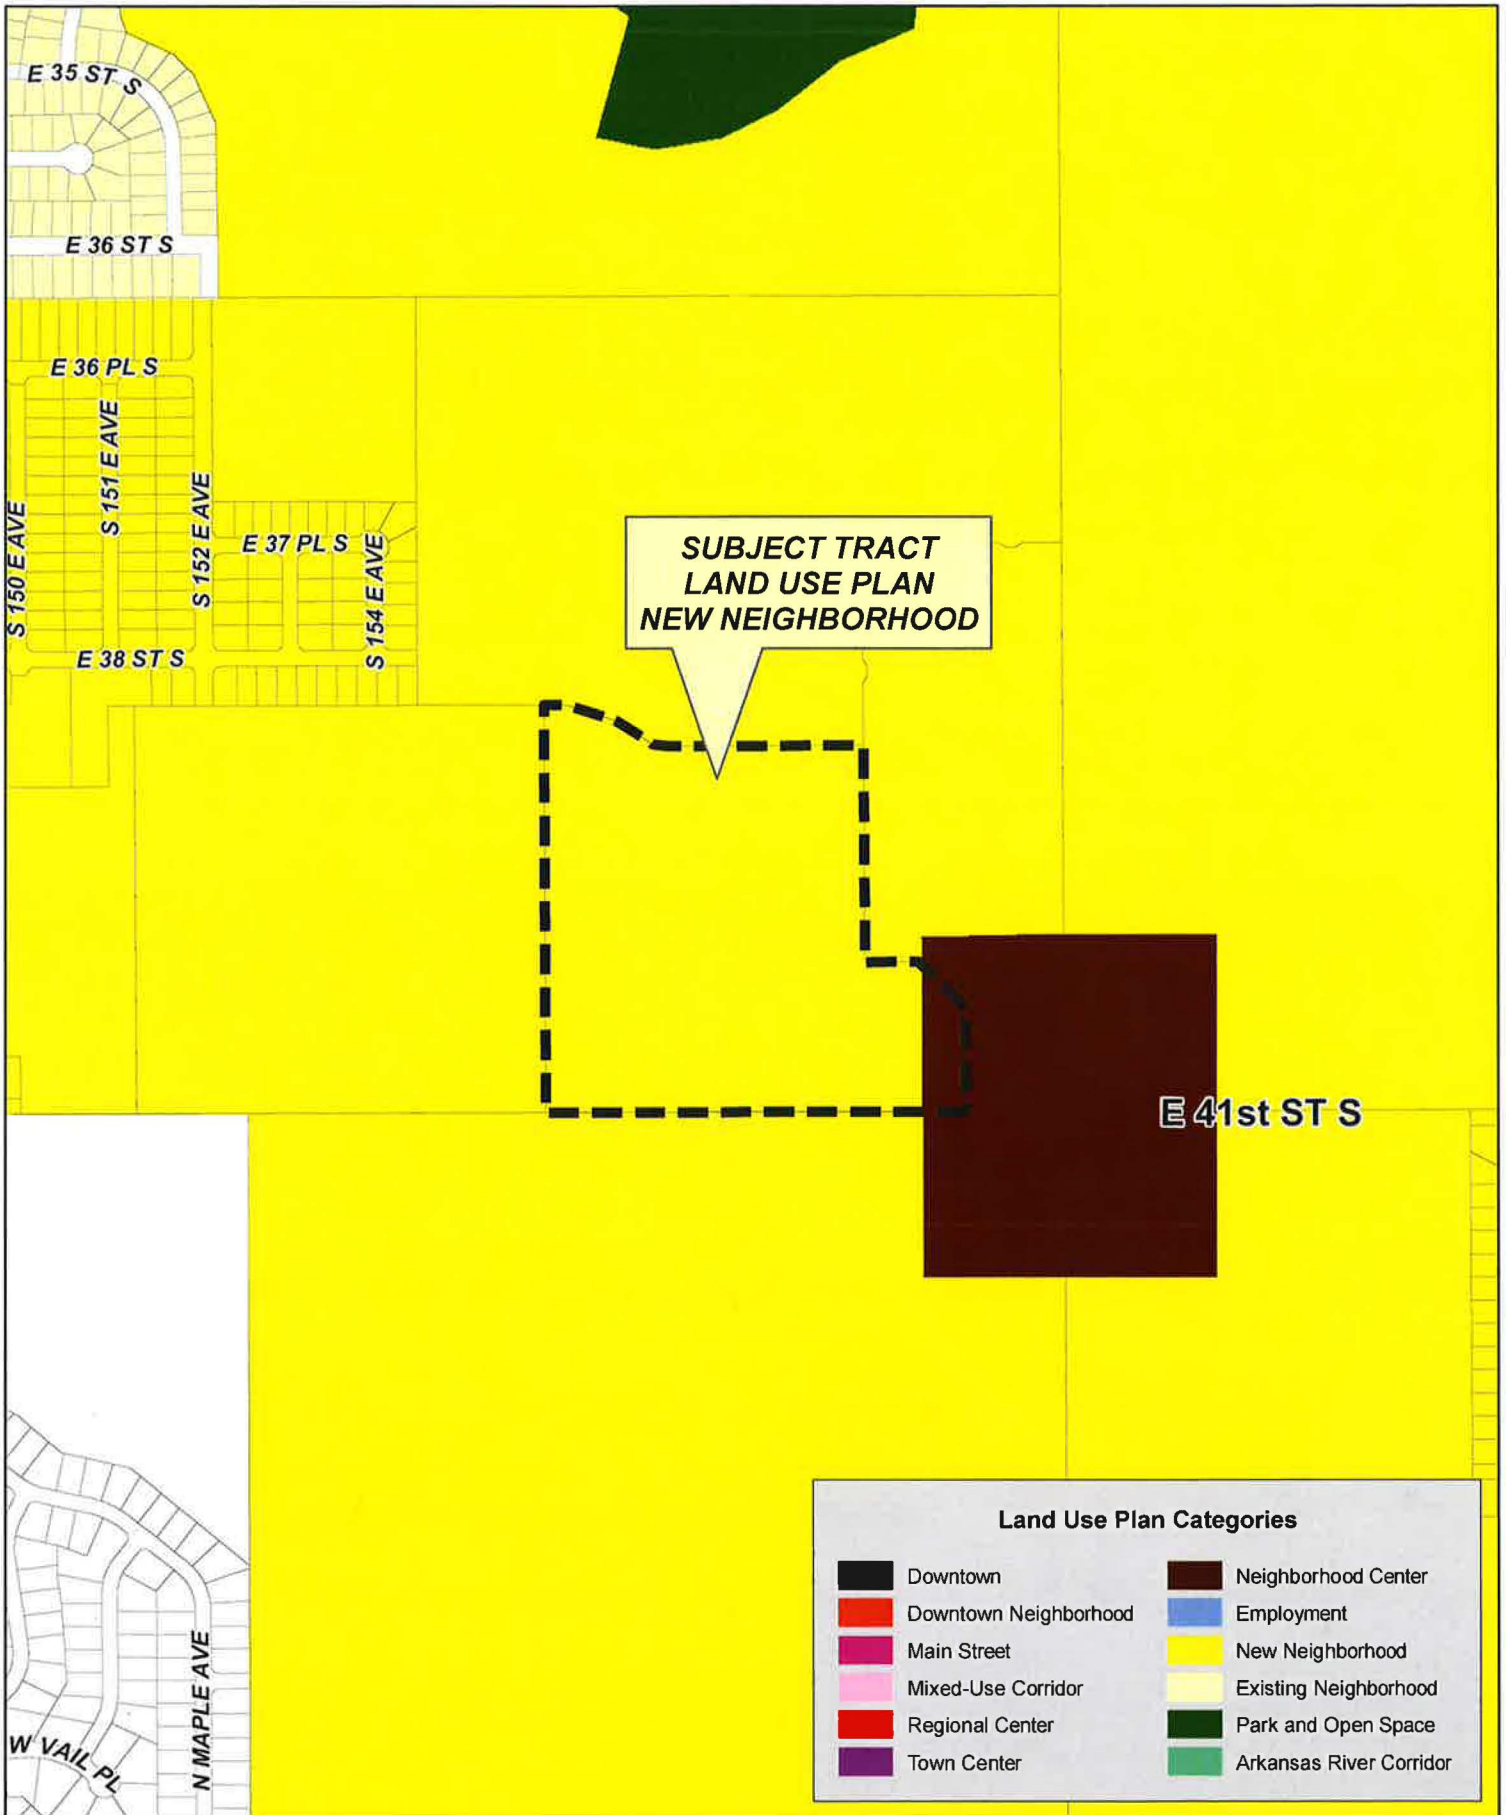 E 35 ST S
E 36 ST S
E 36 PL S
S 151 E AVE
S 150 E AVE
S 152 E AVE
E 37 PL S
S 154 E AVE
E 38 ST S
SUBJECT TRACT
LAND USE PLAN
NEW NEIGHBORHOOD
E 41st ST S
N MAPLE AVE
W VAIL PL
Land Use Plan Categories
Downtown
Downtown Neighborhood
Main Street
Mixed-Use Corridor
Regional Center
Town Center
Neighborhood Center
Employment
New Neighborhood
Existing Neighborhood
Park and Open Space
Arkansas River Corridor